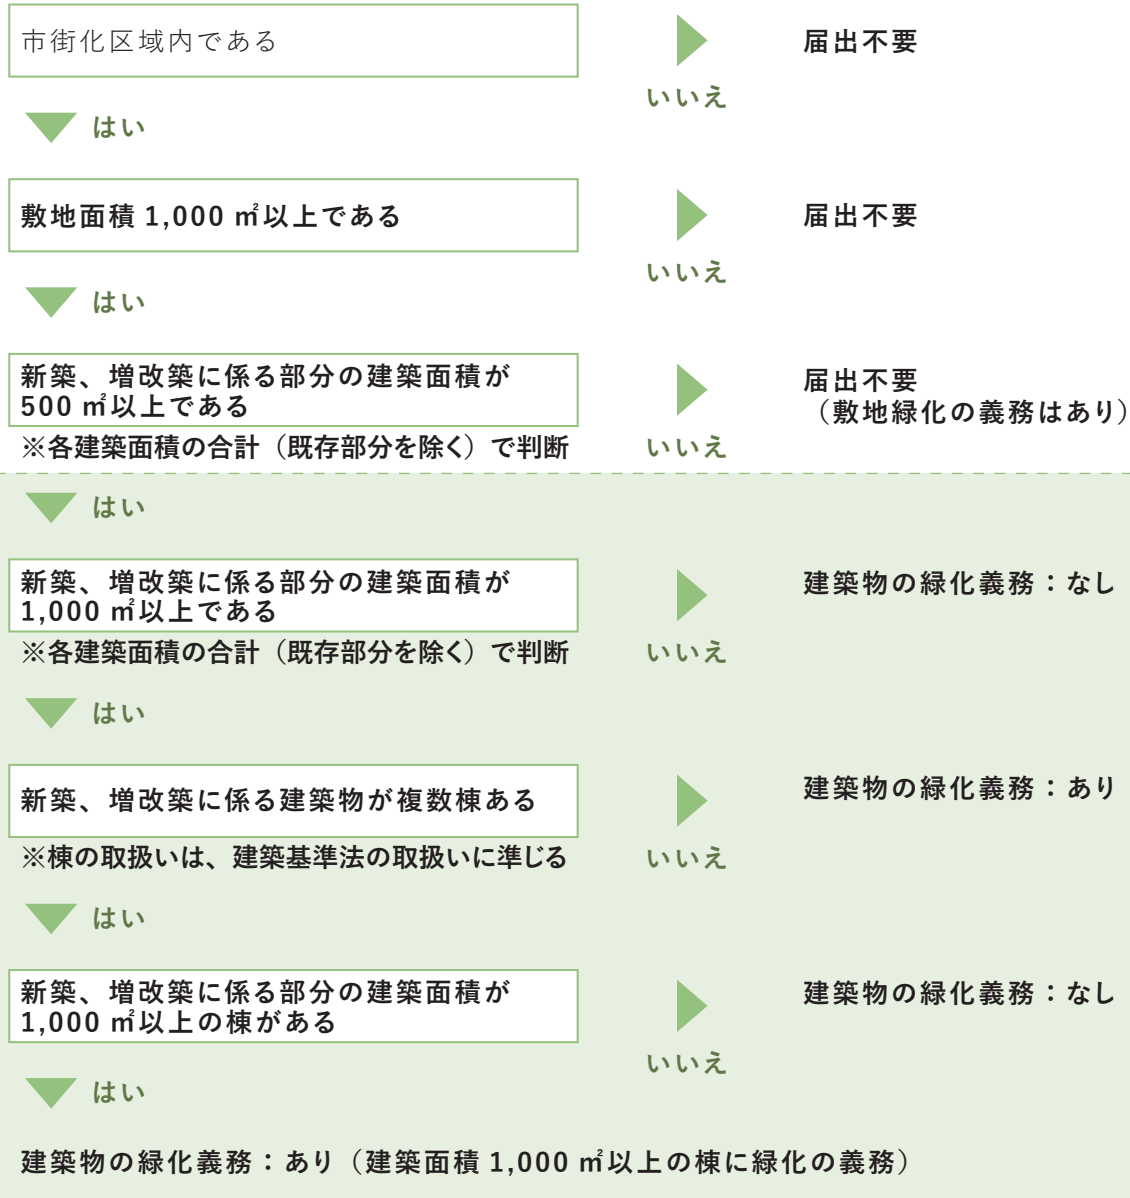 市街化区域内である
届出不要
いいえ
はい
敷地面積 1,000 ㎡以上である
届出不要
いいえ
はい
新築、増改築に係る部分の建築面積が
500 ㎡以上である
届出不要
（敷地緑化の義務はあり）
※各建築面積の合計（既存部分を除く）で判断
いいえ
はい
新築、増改築に係る部分の建築面積が
1,000 ㎡以上である
建築物の緑化義務：なし
※各建築面積の合計（既存部分を除く）で判断
いいえ
はい
新築、増改築に係る建築物が複数棟ある
建築物の緑化義務：あり
※棟の取扱いは、建築基準法の取扱いに準じる
いいえ
はい
新築、増改築に係る部分の建築面積が
1,000 ㎡以上の棟がある
建築物の緑化義務：なし
いいえ
はい
建築物の緑化義務：あり（建築面積 1,000 ㎡以上の棟に緑化の義務）